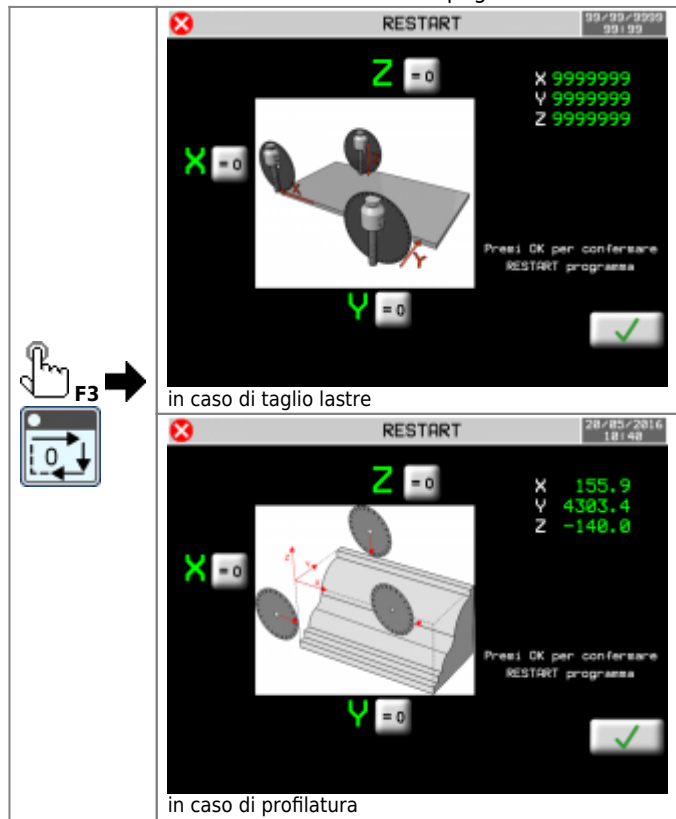 RESTART
99/99/9999
99:99
Z = 0
X 9999999
Y 9999999
Z 9999999
X = 0
X
Y
Premi OK per confermare
RESTART programma
Y = 0
in caso di taglio lastre
F3
0
RESTART
20/05/2016
10:40
Z = 0
X 155.9
Y 4303.4
Z -140.0
X = 0
Z
Y
X
Premi OK per confermare
RESTART programma
Y = 0
in caso di profilatura